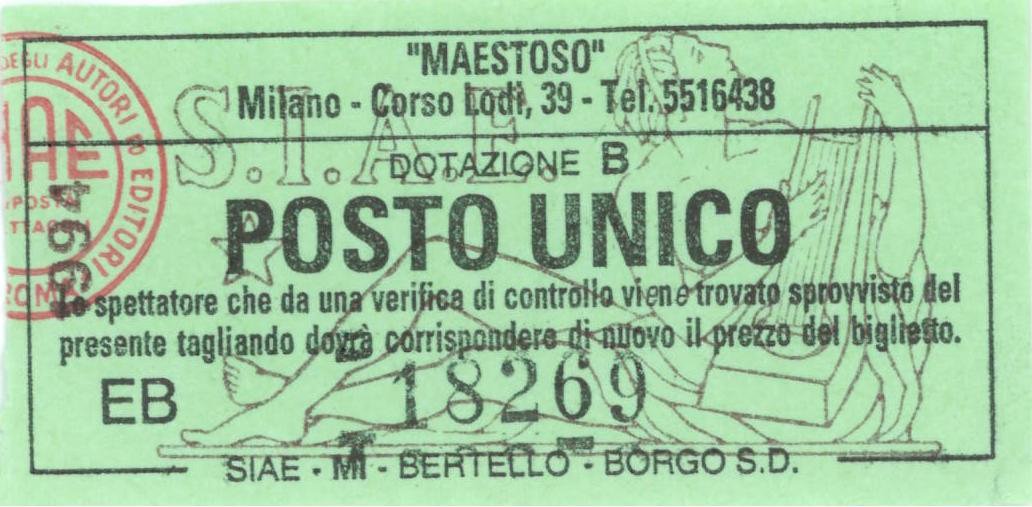 "MAESTOSO"
Milano - Corso Lodi, 39 - Tel. 5516438
S.I.A.E.
DOTAZIONE B
POSTO UNICO
Lo spettatore che da una verifica di controllo viene trovato sprovvisto del
presente tagliando dovrà corrispondere di nuovo il prezzo del biglietto.
EB 18269
SIAE - MI - BERTELLO - BORGO S.D.
DEGLI AUTORI ED EDITORI